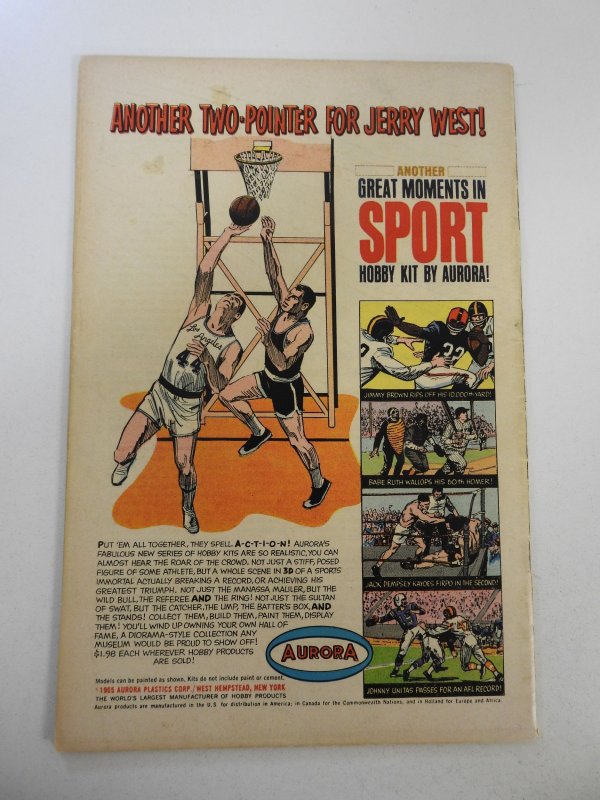 ANOTHER TWO-POINTER FOR JERRY WEST!
ANOTHER
GREAT MOMENTS IN
SPORT
HOBBY KIT BY AURORA!
Los Angeles
44
32
JIMMY BROWN RIPS OFF HIS 10,000th YARD!
BABE RUTH WALLOPS HIS 60th HOMER!
JACK DEMPSEY KAYOES FIRPO IN THE SECOND!
JOHNNY UNITAS PASSES FOR AN AFL RECORD!
PUT 'EM ALL TOGETHER, THEY SPELL A-C-T-I-O-N! AURORA'S
FABULOUS NEW SERIES OF HOBBY KITS ARE SO REALISTIC, YOU CAN
ALMOST HEAR THE ROAR OF THE CROWD. NOT JUST A STIFF, POSED
FIGURE OF SOME ATHLETE, BUT A WHOLE SCENE IN 3D OF A SPORTS
IMMORTAL ACTUALLY BREAKING A RECORD, OR ACHIEVING HIS
GREATEST TRIUMPH. NOT JUST THE MANASSA MAULER, BUT THE
WILD BULL, THE REFEREE AND THE RING! NOT JUST THE SULTAN
OF SWAT, BUT THE CATCHER, THE UMP, THE BATTER'S BOX, AND
THE STANDS! COLLECT THEM, BUILD THEM, PAINT THEM, DISPLAY
THEM! YOU'LL WIND UP OWNING YOUR OWN HALL OF
FAME, A DIORAMA-STYLE COLLECTION ANY
MUSEUM WOULD BE PROUD TO SHOW OFF!
$1.98 EACH WHEREVER HOBBY PRODUCTS
ARE SOLD!
AURORA
Models can be painted as shown. Kits do not include paint or cement.
© 1965 AURORA PLASTICS CORP. / WEST HEMPSTEAD, NEW YORK
THE WORLD'S LARGEST MANUFACTURER OF HOBBY PRODUCTS
Aurora products are manufactured in the U.S. for distribution in America; in Canada for the Commonwealth Nations, and in Holland for Europe and Africa.